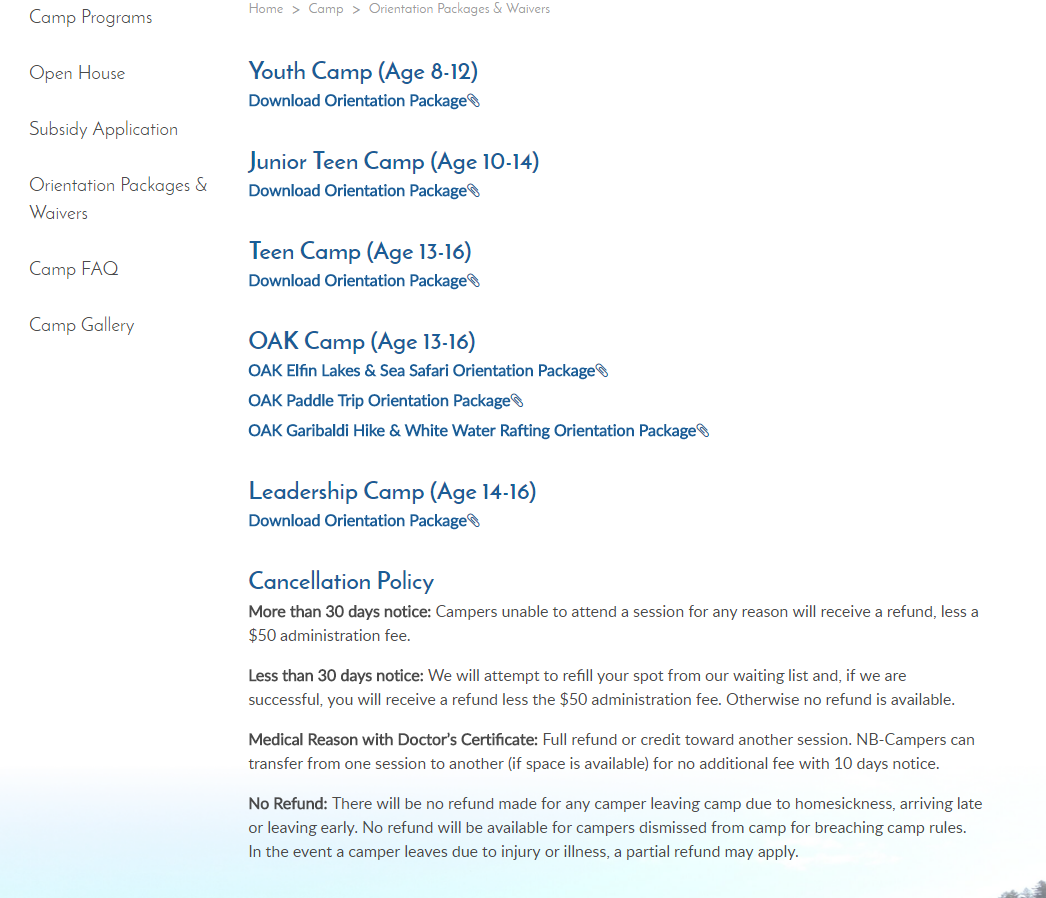 Camp Programs
Open House
Subsidy Application
Orientation Packages &
Waivers
Camp FAQ
Camp Gallery
Home > Camp > Orientation Packages & Waivers
Youth Camp (Age 8-12)
Download Orientation Package
Junior Teen Camp (Age 10-14)
Download Orientation Package
Teen Camp (Age 13-16)
Download Orientation Package
OAK Camp (Age 13-16)
OAK Elfin Lakes & Sea Safari Orientation Package
OAK Paddle Trip Orientation Package
OAK Garibaldi Hike & White Water Rafting Orientation Package
Leadership Camp (Age 14-16)
Download Orientation Package
Cancellation Policy
More than 30 days notice: Campers unable to attend a session for any reason will receive a refund, less a
$50 administration fee.
Less than 30 days notice: We will attempt to refill your spot from our waiting list and, if we are
successful, you will receive a refund less the $50 administration fee. Otherwise no refund is available.
Medical Reason with Doctor's Certificate: Full refund or credit toward another session. NB-Campers can
transfer from one session to another (if space is available) for no additional fee with 10 days notice.
No Refund: There will be no refund made for any camper leaving camp due to homesickness, arriving late
or leaving early. No refund will be available for campers dismissed from camp for breaching camp rules.
In the event a camper leaves due to injury or illness, a partial refund may apply.